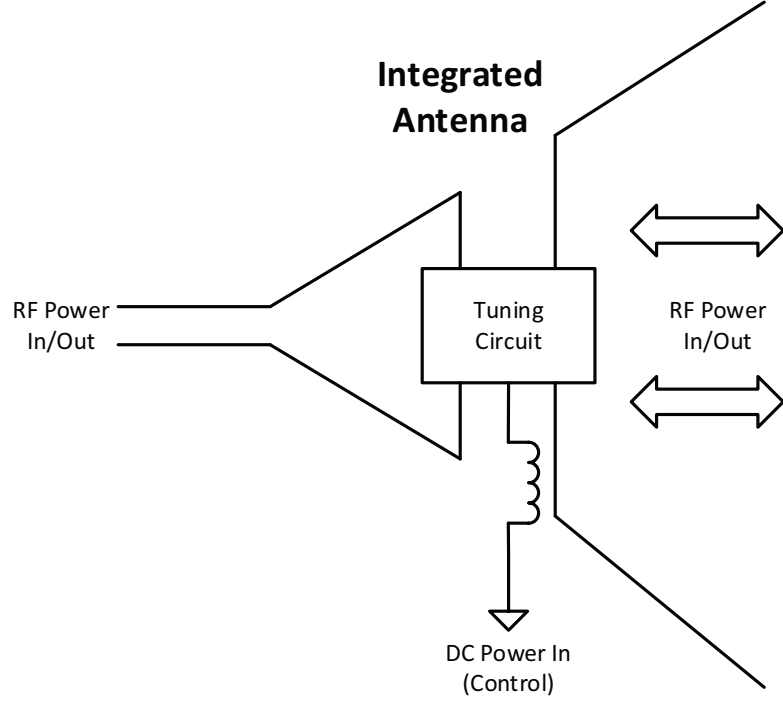 Integrated
Antenna
RF Power
In/Out
Tuning
Circuit
RF Power
In/Out
DC Power In
(Control)